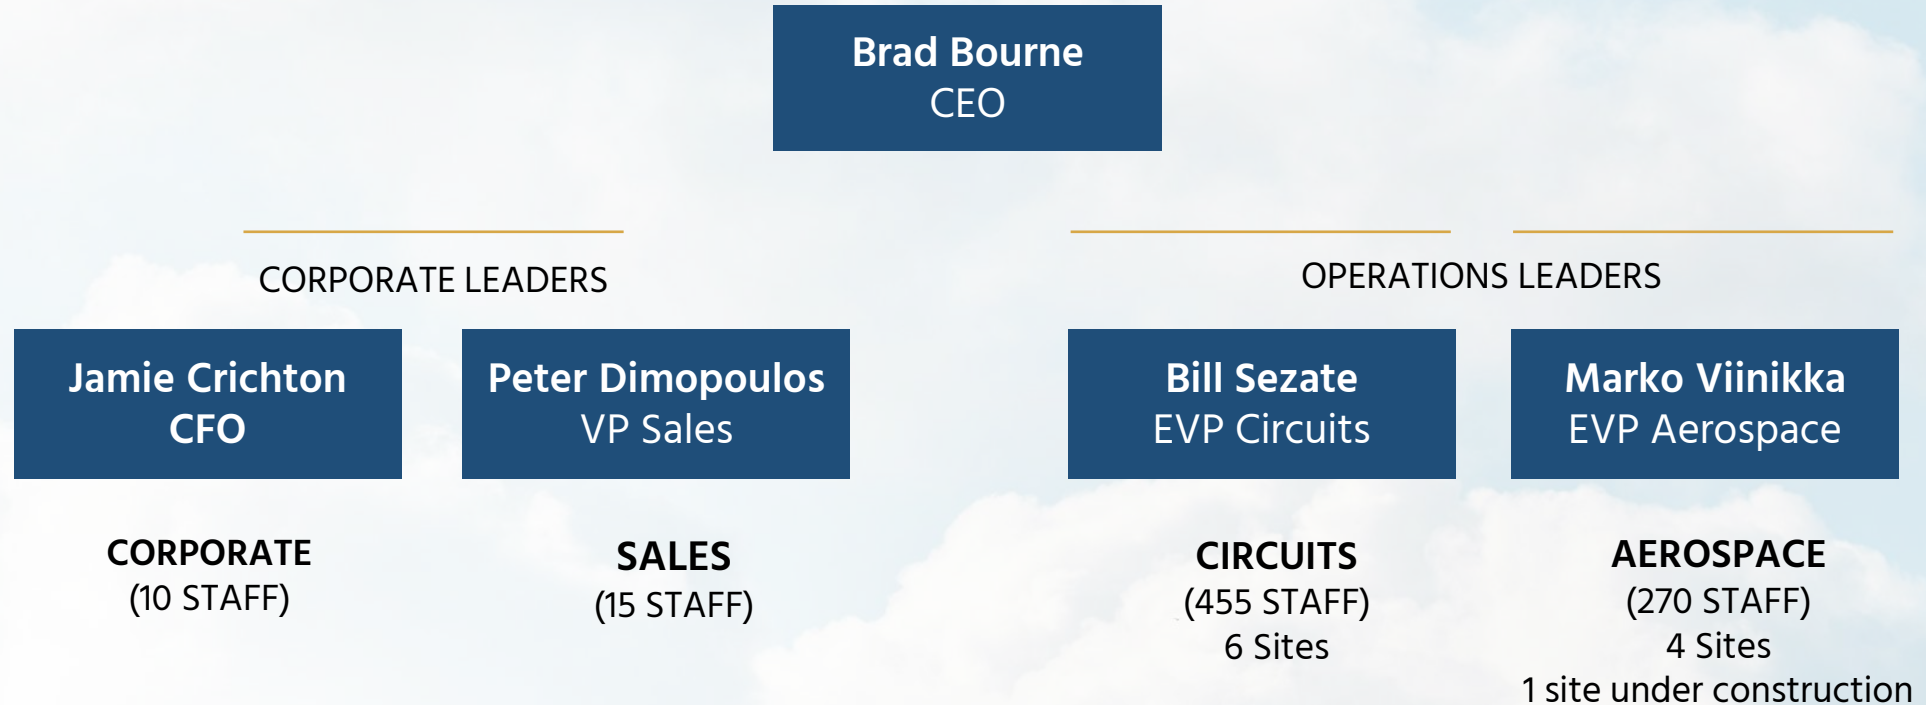 Brad Bourne
CEO
CORPORATE LEADERS
OPERATIONS LEADERS
Jamie Crichton
CFO
Peter Dimopoulos
VP Sales
Bill Sezate
EVP Circuits
Marko Viinikka
EVP Aerospace
CORPORATE
(10 STAFF)
SALES
(15 STAFF)
CIRCUITS
(455 STAFF)
6 Sites
AEROSPACE
(270 STAFF)
4 Sites
1 site under construction